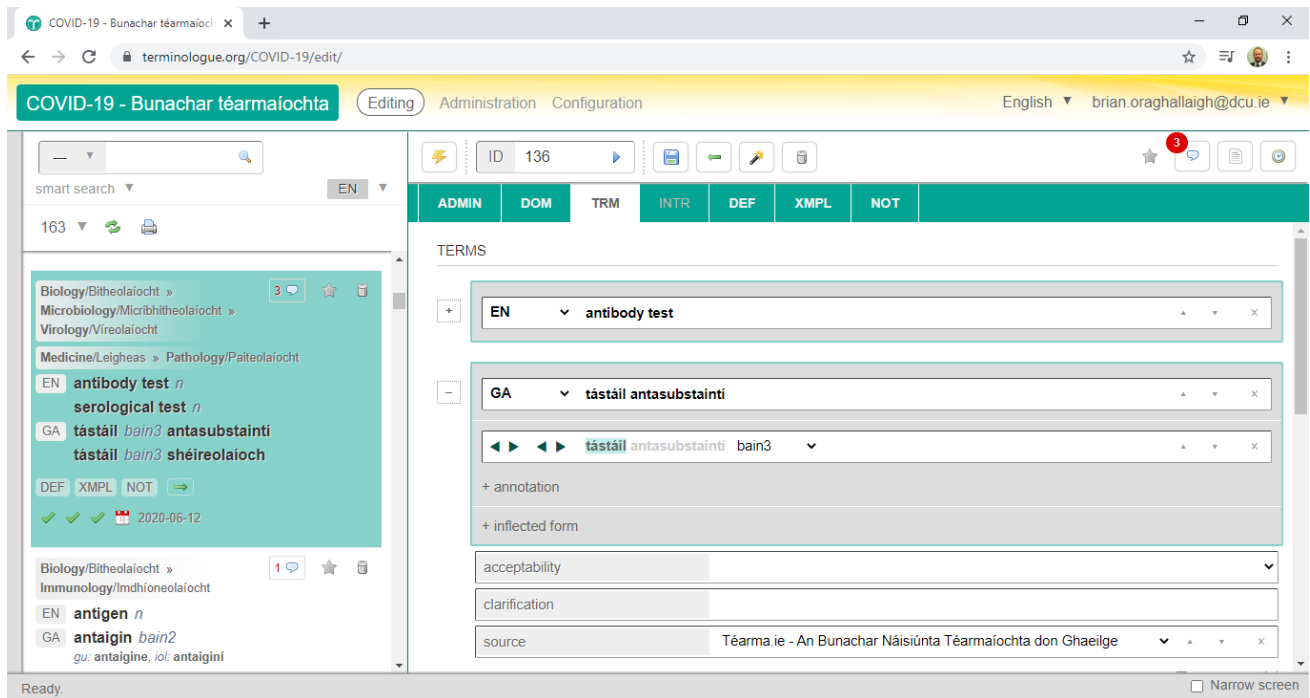 COVID-19 - Bunachar téarmaíoch
terminologue.org/COVID-19/edit/
COVID-19 - Bunachar téarmaíochta
Editing
Administration
Configuration
English
brian.oraghallaigh@dcu.ie
smart search
EN
163
ID
136
3
ADMIN
DOM
TRM
INTR
DEF
XMPL
NOT
Biology/Bitheolaíocht »
Microbiology/Micribhitheolaíocht »
Virology/Víreolaíocht
3
Medicine/Leigheas » Pathology/Paiteolaíocht
EN antibody test n
serological test n
GA tástáil bain3 antasubstaintí
tástáil bain3 shéireolaíoch
DEF XMPL NOT
2020-06-12
Biology/Bitheolaíocht »
Immunology/Imdhíoneolaíocht
1
EN antigen n
GA antaigin bain2
gu: antaigine, iol: antaiginí
TERMS
+
EN
antibody test
–
GA
tástáil antasubstaintí
tástáil antasubstaintí bain3
+ annotation
+ inflected form
acceptability
clarification
source
Téarma.ie - An Bunachar Náisiúnta Téarmaíochta don Ghaeilge
Ready.
Narrow screen